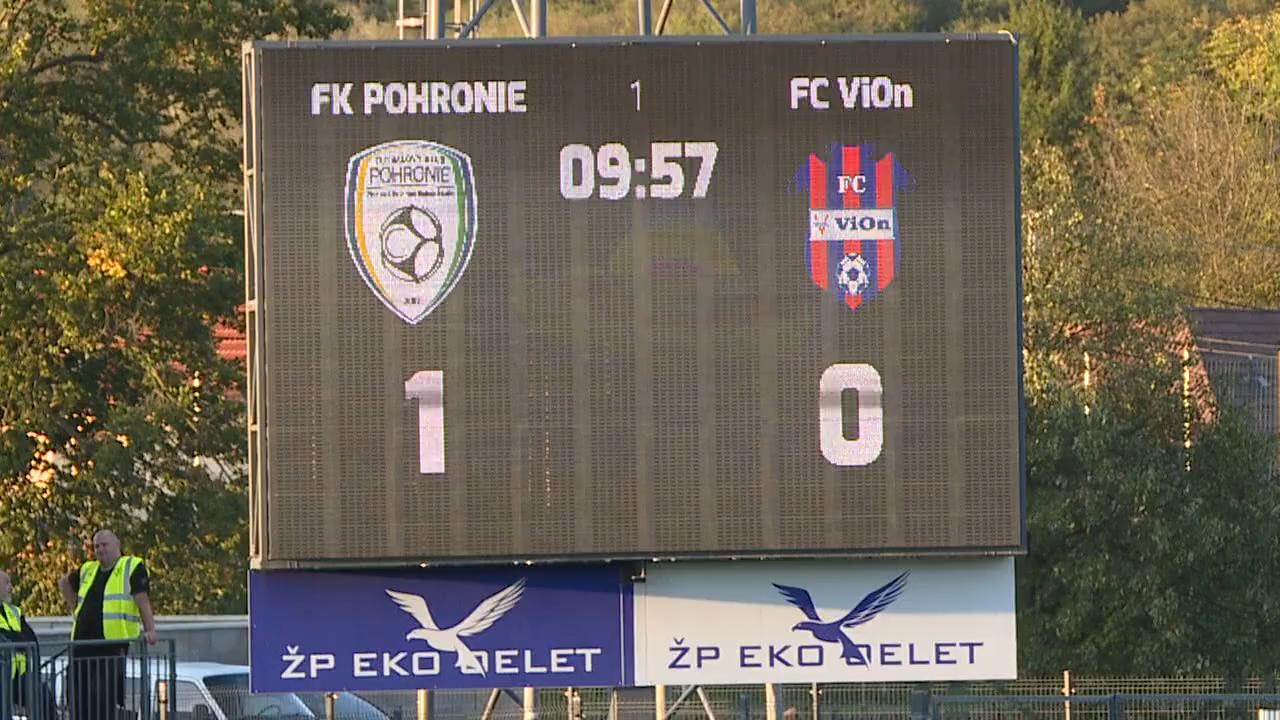 FK POHRONIE 1 FC ViOn
09:57
POHRONIE
FC
ViOn
1 0
ŽP EKO QELET ŽP EKO QELET